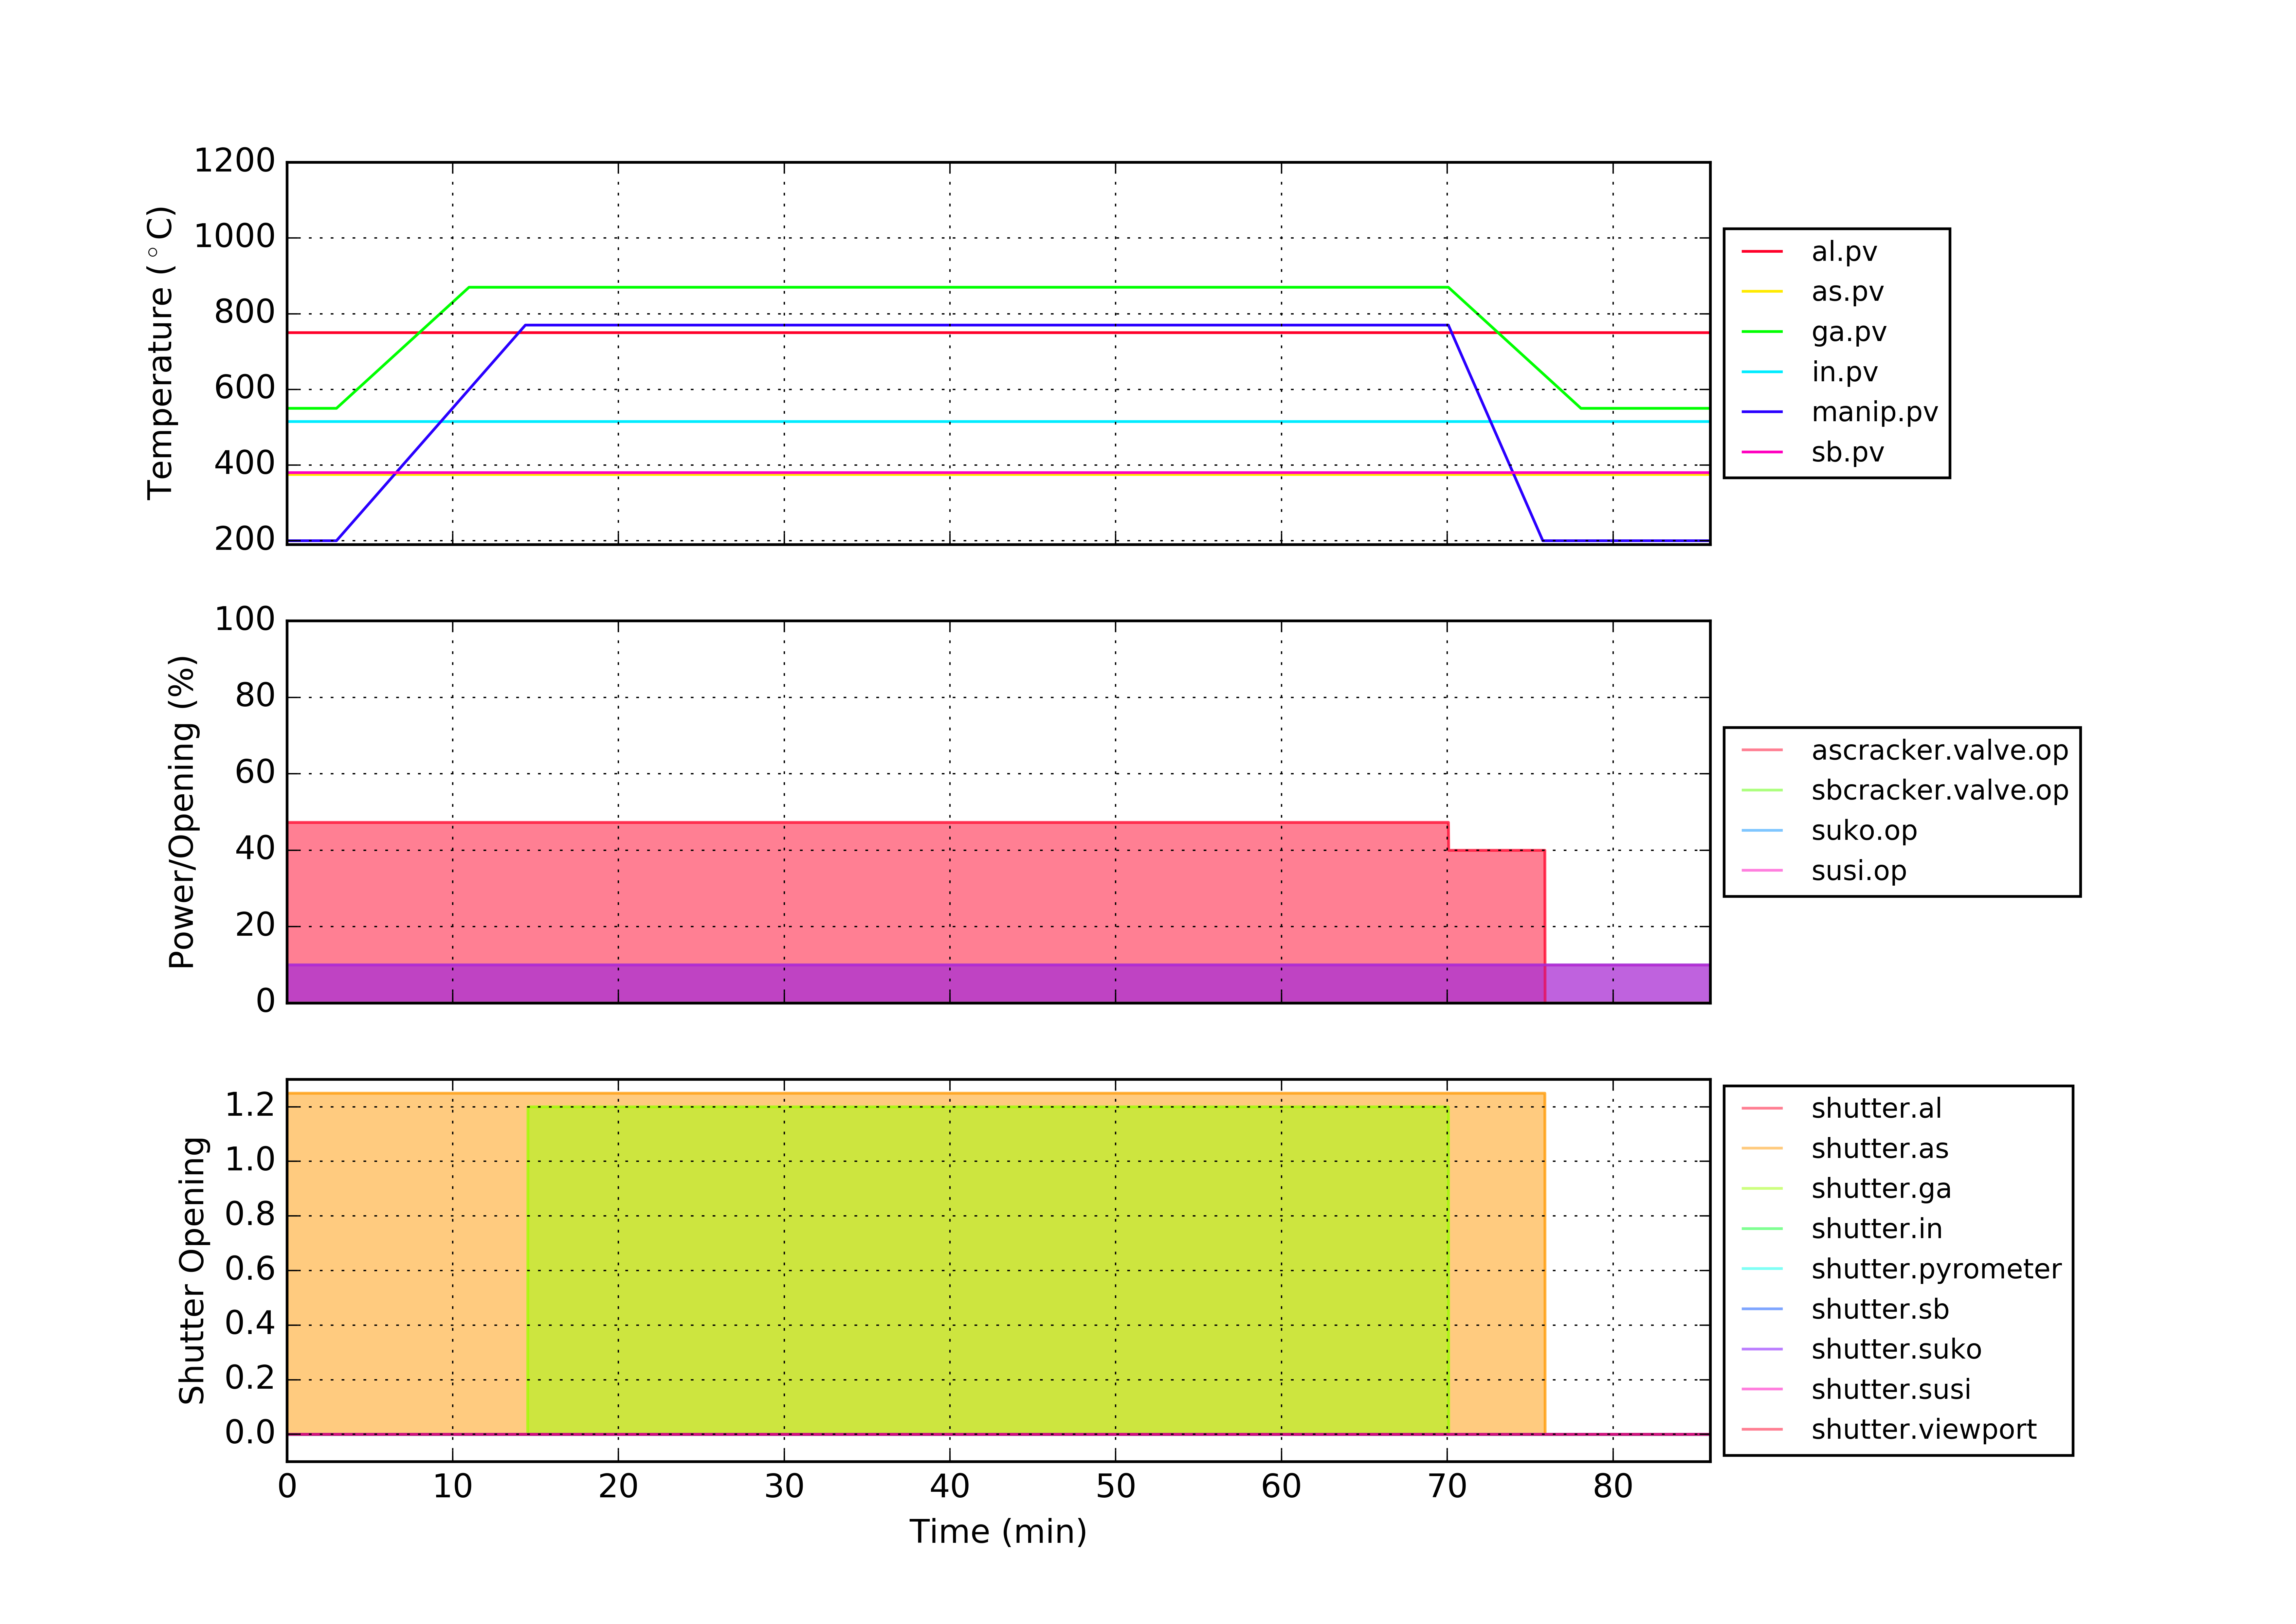 1200
1000
800
600
400
200
Temperature (°C)
al.pv
as.pv
ga.pv
in.pv
manip.pv
sb.pv
100
80
60
40
20
0
Power/Opening (%)
ascracker.valve.op
sbcracker.valve.op
suko.op
susi.op
1.2
1.0
0.8
0.6
0.4
0.2
0.0
Shutter Opening
shutter.al
shutter.as
shutter.ga
shutter.in
shutter.pyrometer
shutter.sb
shutter.suko
shutter.susi
shutter.viewport
0 10 20 30 40 50 60 70 80
Time (min)